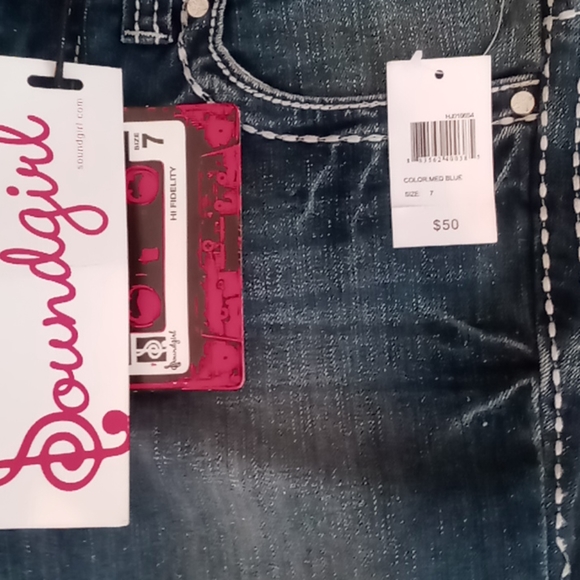 Soundgirl
soundgirl.com
SIZE
7
HI FIDELITY
Soundgirl
COLOR:MED BLUE
SIZE: 7
$50